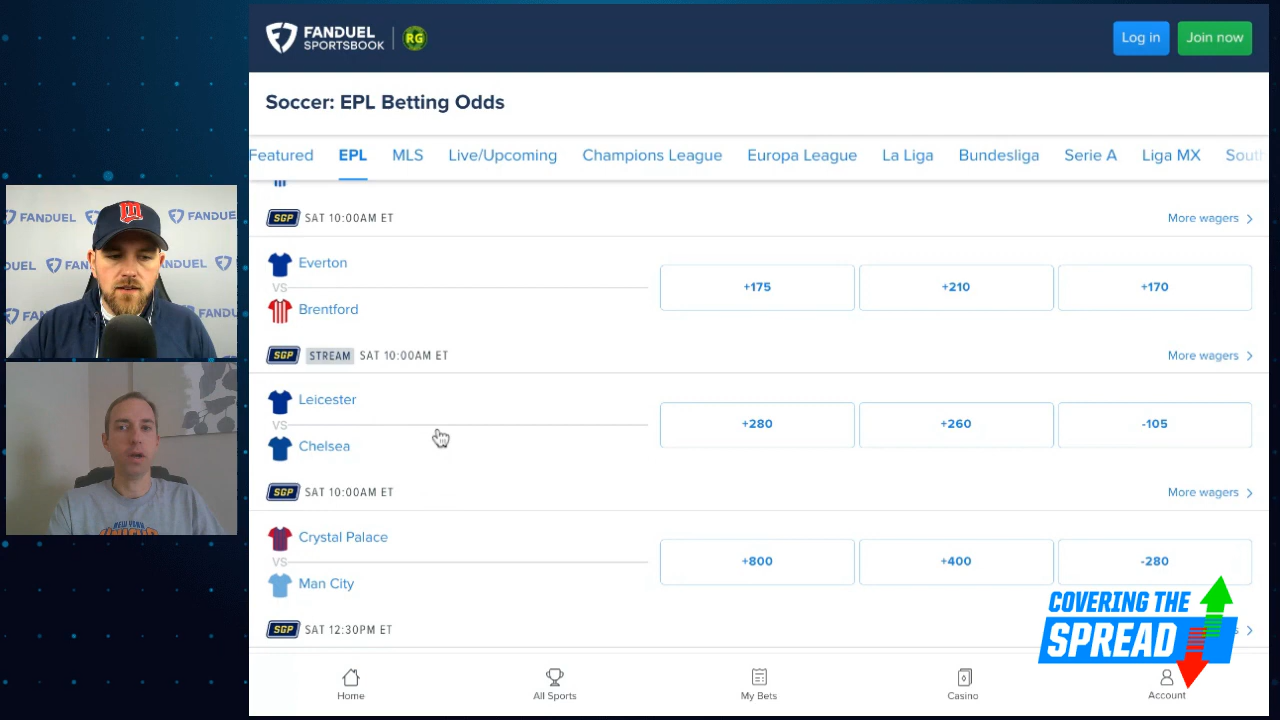 FANDUEL
SPORTSBOOK
RG
Log in
Join now
Soccer: EPL Betting Odds
Featured
EPL
MLS
Live/Upcoming
Champions League
Europa League
La Liga
Bundesliga
Serie A
Liga MX
SGP SAT 10:00AM ET
More wagers
Everton
VS
Brentford
+175
+210
+170
SGP STREAM SAT 10:00AM ET
More wagers
Leicester
VS
Chelsea
+280
+260
-105
SGP SAT 10:00AM ET
More wagers
Crystal Palace
VS
Man City
+800
+400
-280
SGP SAT 12:30PM ET
COVERING THE
SPREAD
Home
All Sports
My Bets
Casino
Account
FANDUEL